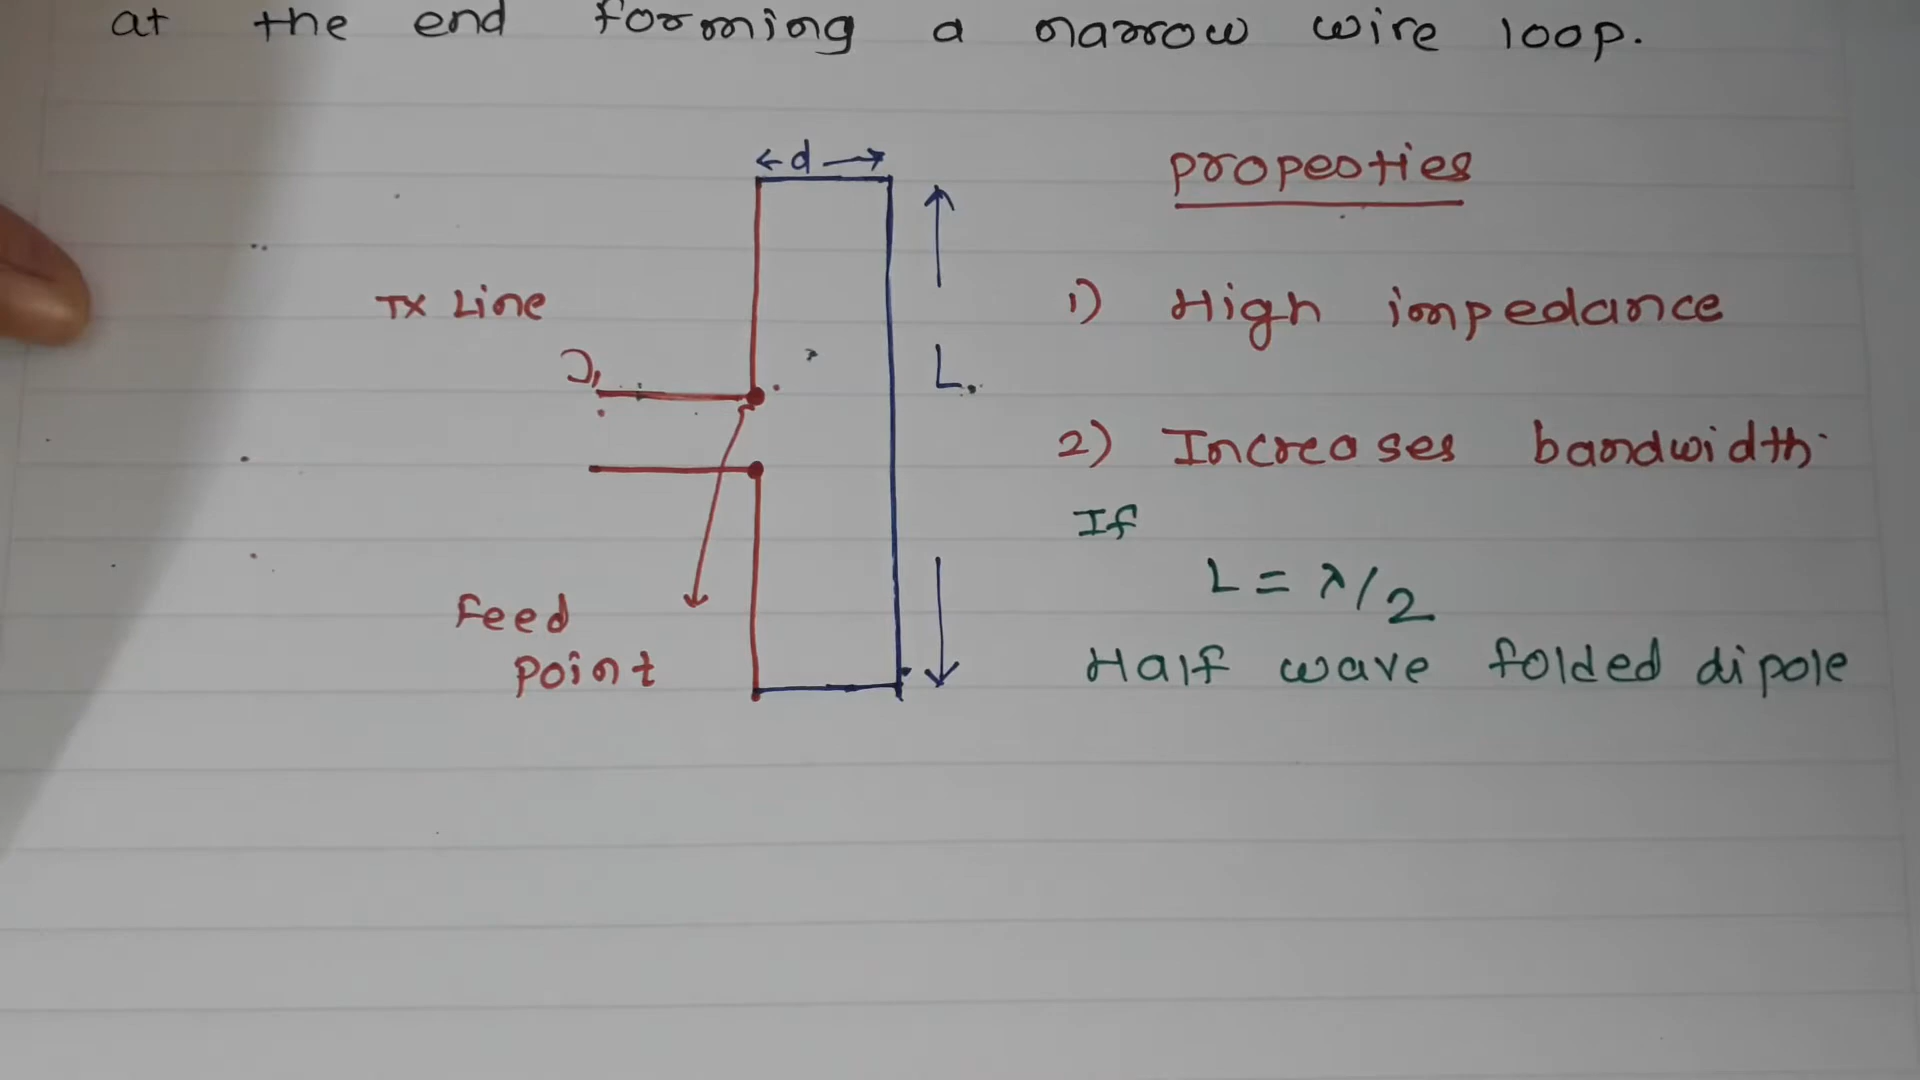 at the end forming a narrow wire loop.
← d →
properties
TX Line
1) High impedance
L
2) Increases bandwidth
If
L = λ/2
Feed
point
Half wave folded dipole